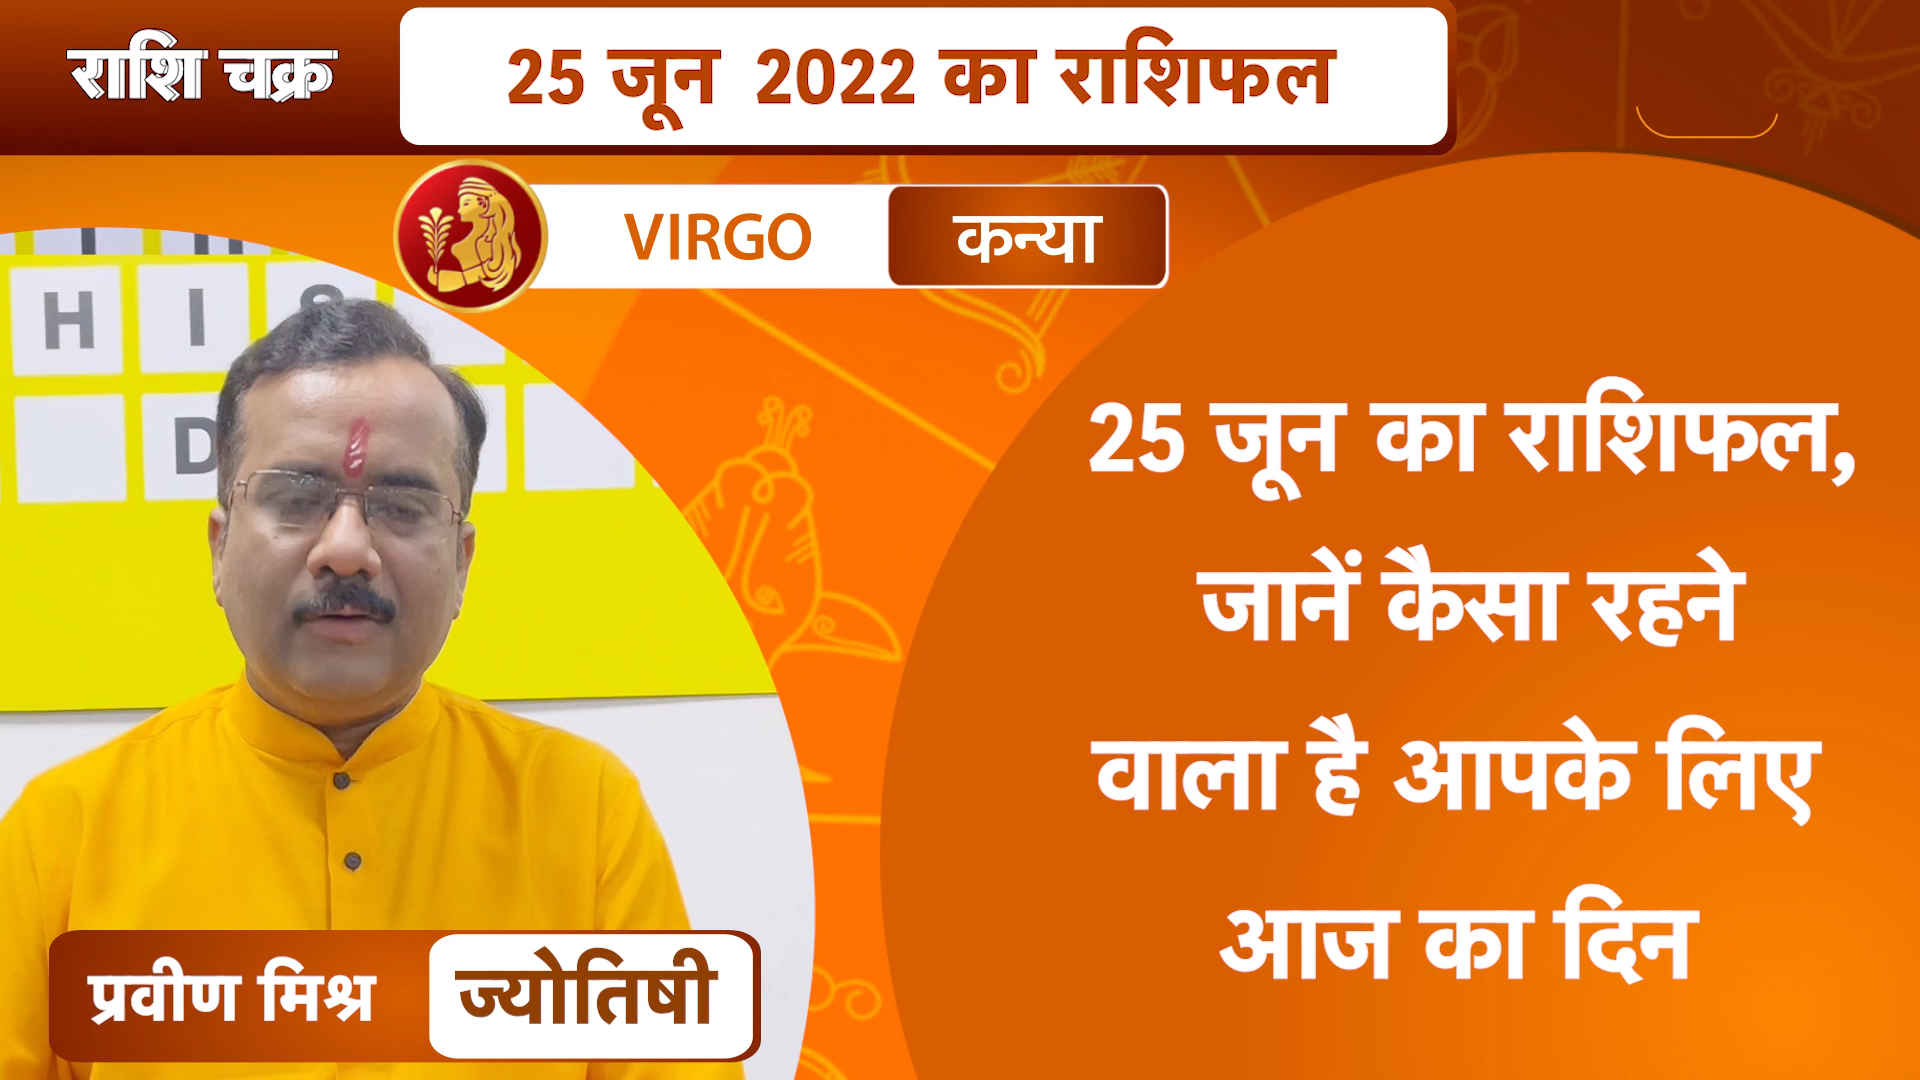 राशि चक्र
25 जून 2022 का राशिफल
VIRGO
कन्या
H I S
D
25 जून का राशिफल,
जानें कैसा रहने
वाला है आपके लिए
आज का दिन
प्रवीण मिश्र
ज्योतिषी